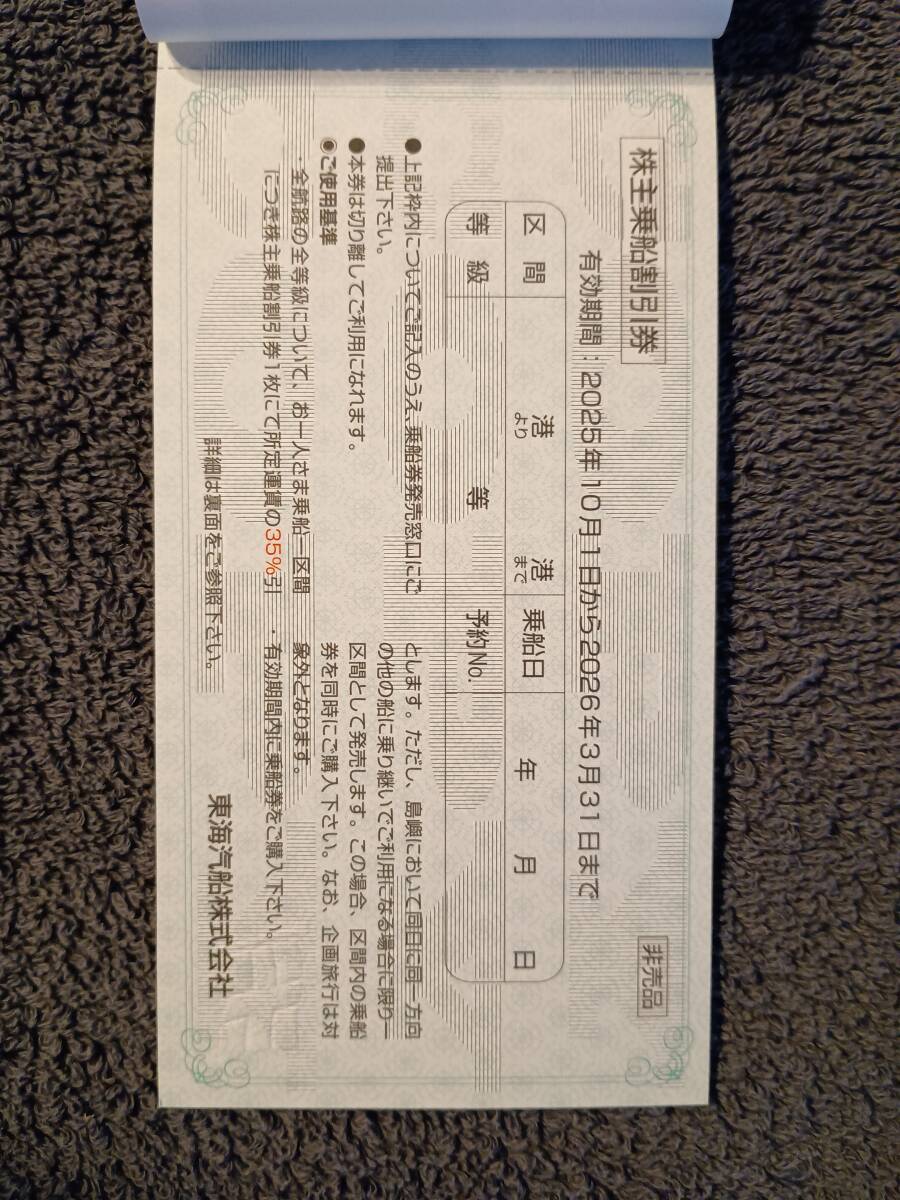 株主乗船割引券
非売品
有効期間：2025年10月1日から2026年3月31日まで
区間 港より 港まで 乗船日 年 月 日
等級 等 予約No.
●上記枠内についてご記入のうえ、乗船券発売窓口にご
提出下さい。
●本券は切り離してご利用になれます。
◉ご使用基準
・全航路の全等級について、お一人さま乗船一区間
につき株主乗船割引券1枚にて所定運賃の35%引
とします。ただし、島嶼において同日に同一方向
の他の船に乗り継いでご利用になる場合に限り一
区間として発売します。この場合、区間内の乗船
券を同時にご購入下さい。なお、企画旅行は対
象外となります。
・有効期間内に乗船券をご購入下さい。
詳細は裏面をご参照下さい。
東海汽船株式会社